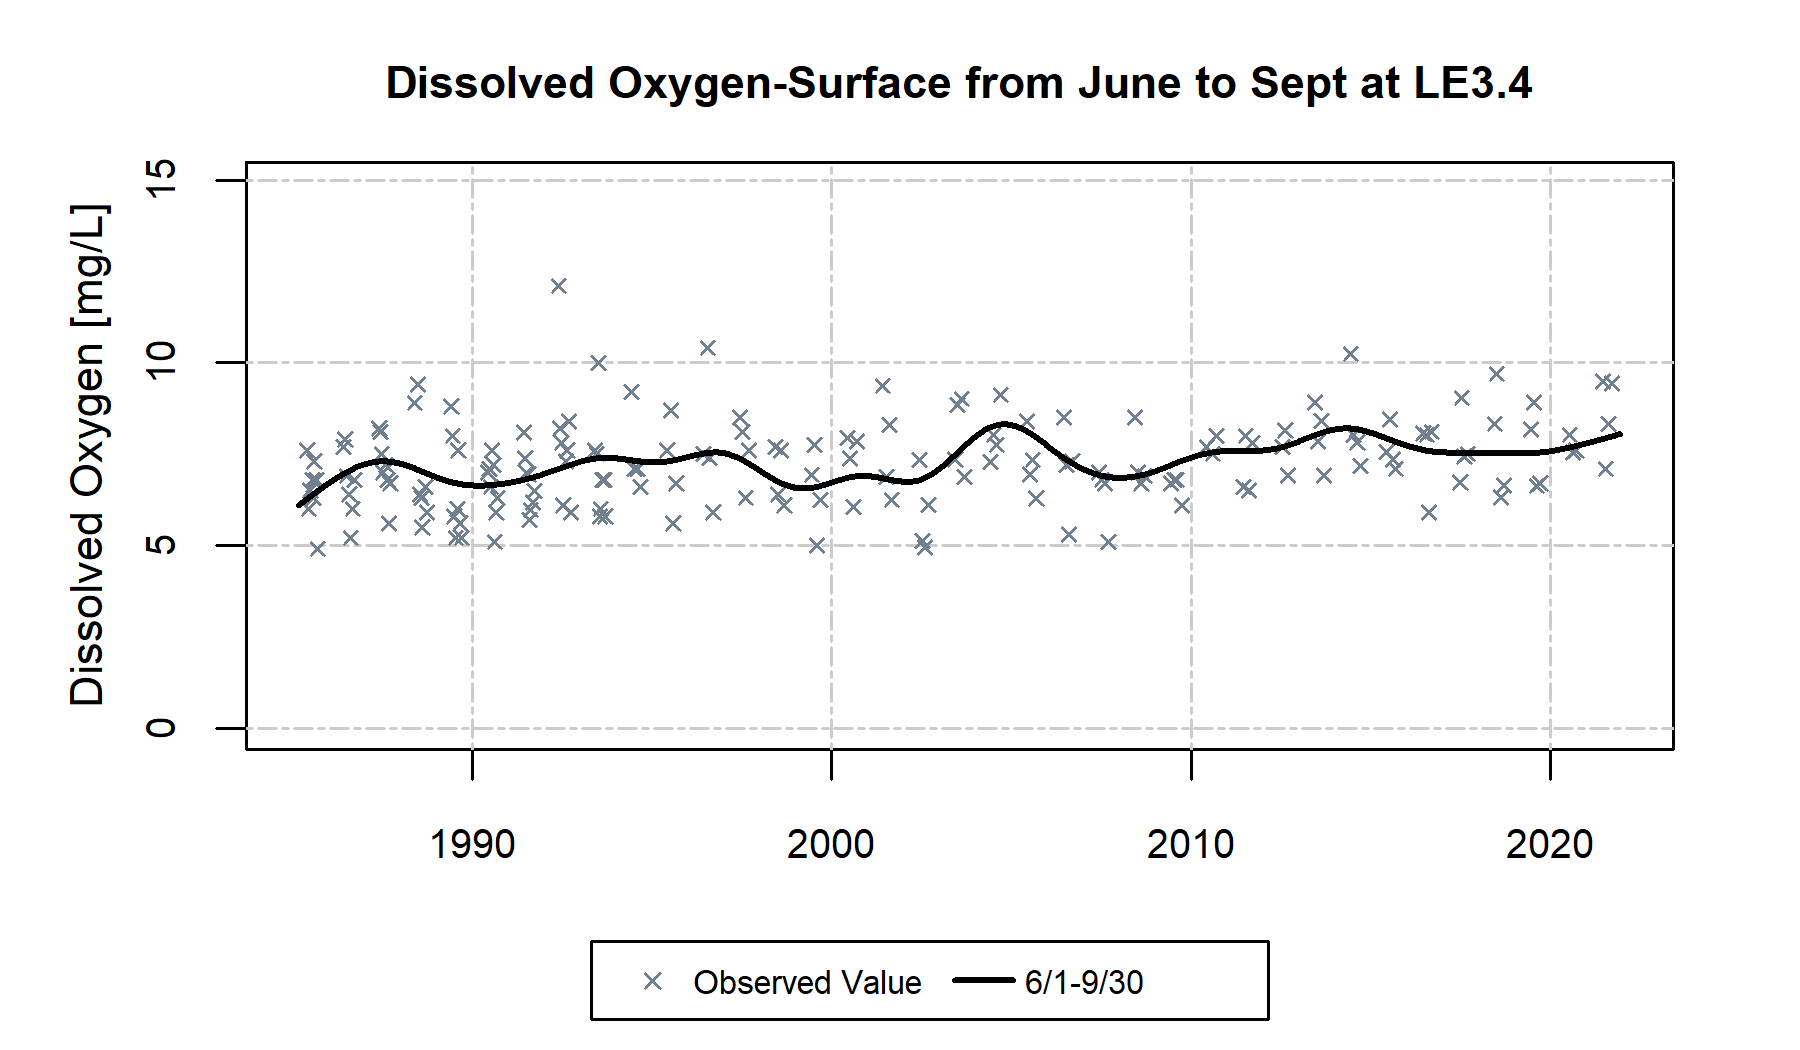 Dissolved Oxygen-Surface from June to Sept at LE3.4
Dissolved Oxygen [mg/L]
15
10
5
0
1990 2000 2010 2020
Observed Value 6/1-9/30